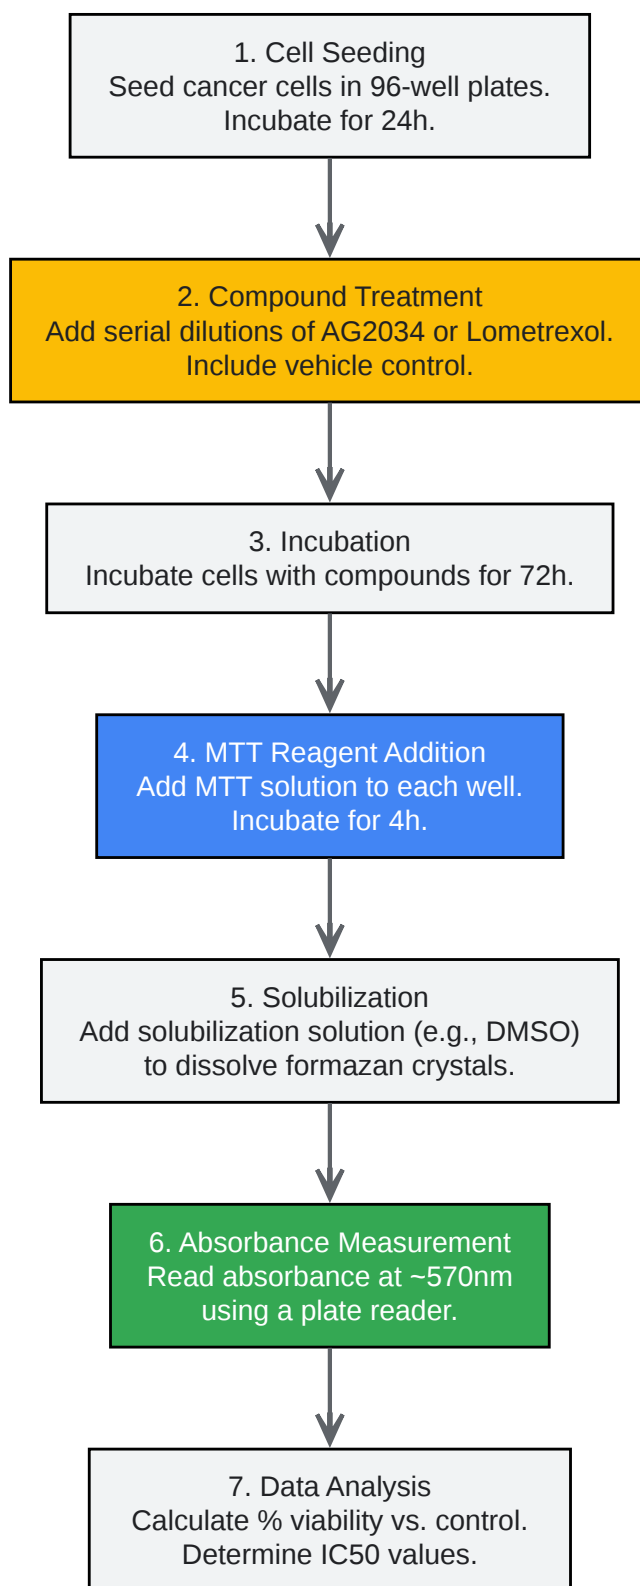 1. Cell Seeding
Seed cancer cells in 96-well plates.
Incubate for 24h.
2. Compound Treatment
Add serial dilutions of AG2034 or Lometrexol.
Include vehicle control.
3. Incubation
Incubate cells with compounds for 72h.
4. MTT Reagent Addition
Add MTT solution to each well.
Incubate for 4h.
5. Solubilization
Add solubilization solution (e.g., DMSO)
to dissolve formazan crystals.
6. Absorbance Measurement
Read absorbance at ~570nm
using a plate reader.
7. Data Analysis
Calculate % viability vs. control.
Determine IC50 values.